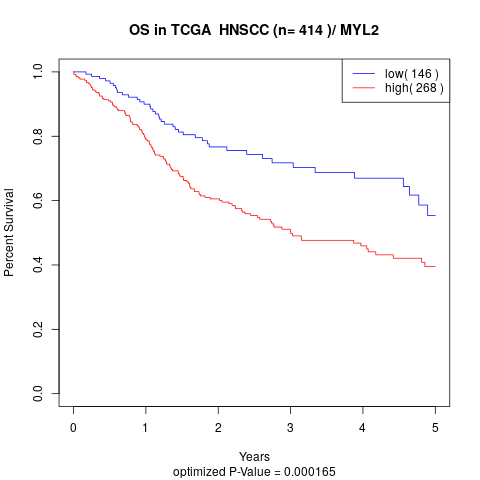 OS in TCGA  HNSCC (n= 414 )/ MYL2
low( 146 )
high( 268 )
1.0
0.8
0.6
0.4
0.2
0.0
Percent Survival
0 1 2 3 4 5
Years
optimized P-Value = 0.000165